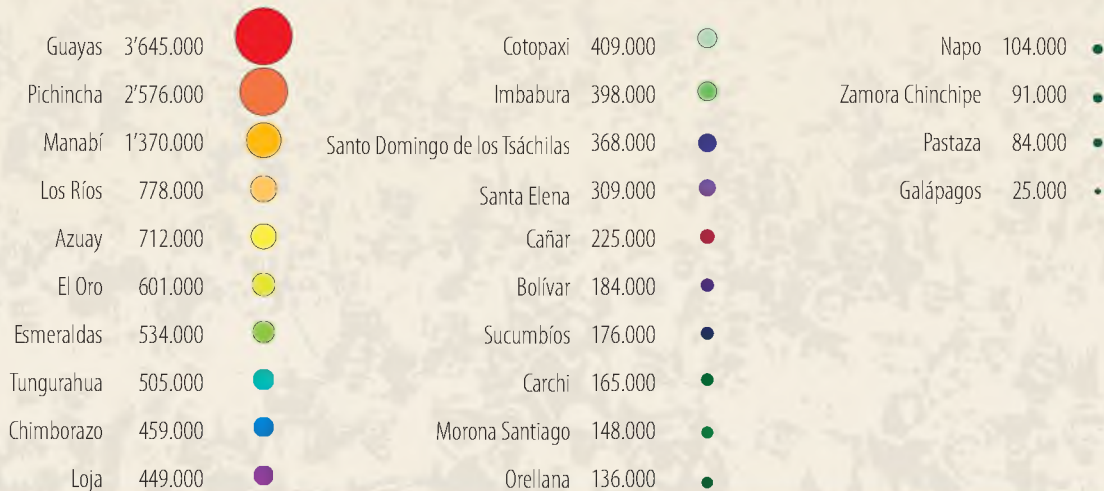 Guayas 3'645.000
Pichincha 2'576.000
Manabí 1'370.000
Los Ríos 778.000
Azuay 712.000
El Oro 601.000
Esmeraldas 534.000
Tungurahua 505.000
Chimborazo 459.000
Loja 449.000
Cotopaxi 409.000
Imbabura 398.000
Santo Domingo de los Tsáchilas 368.000
Santa Elena 309.000
Cañar 225.000
Bolívar 184.000
Sucumbíos 176.000
Carchi 165.000
Morona Santiago 148.000
Orellana 136.000
Napo 104.000
Zamora Chinchipe 91.000
Pastaza 84.000
Galápagos 25.000